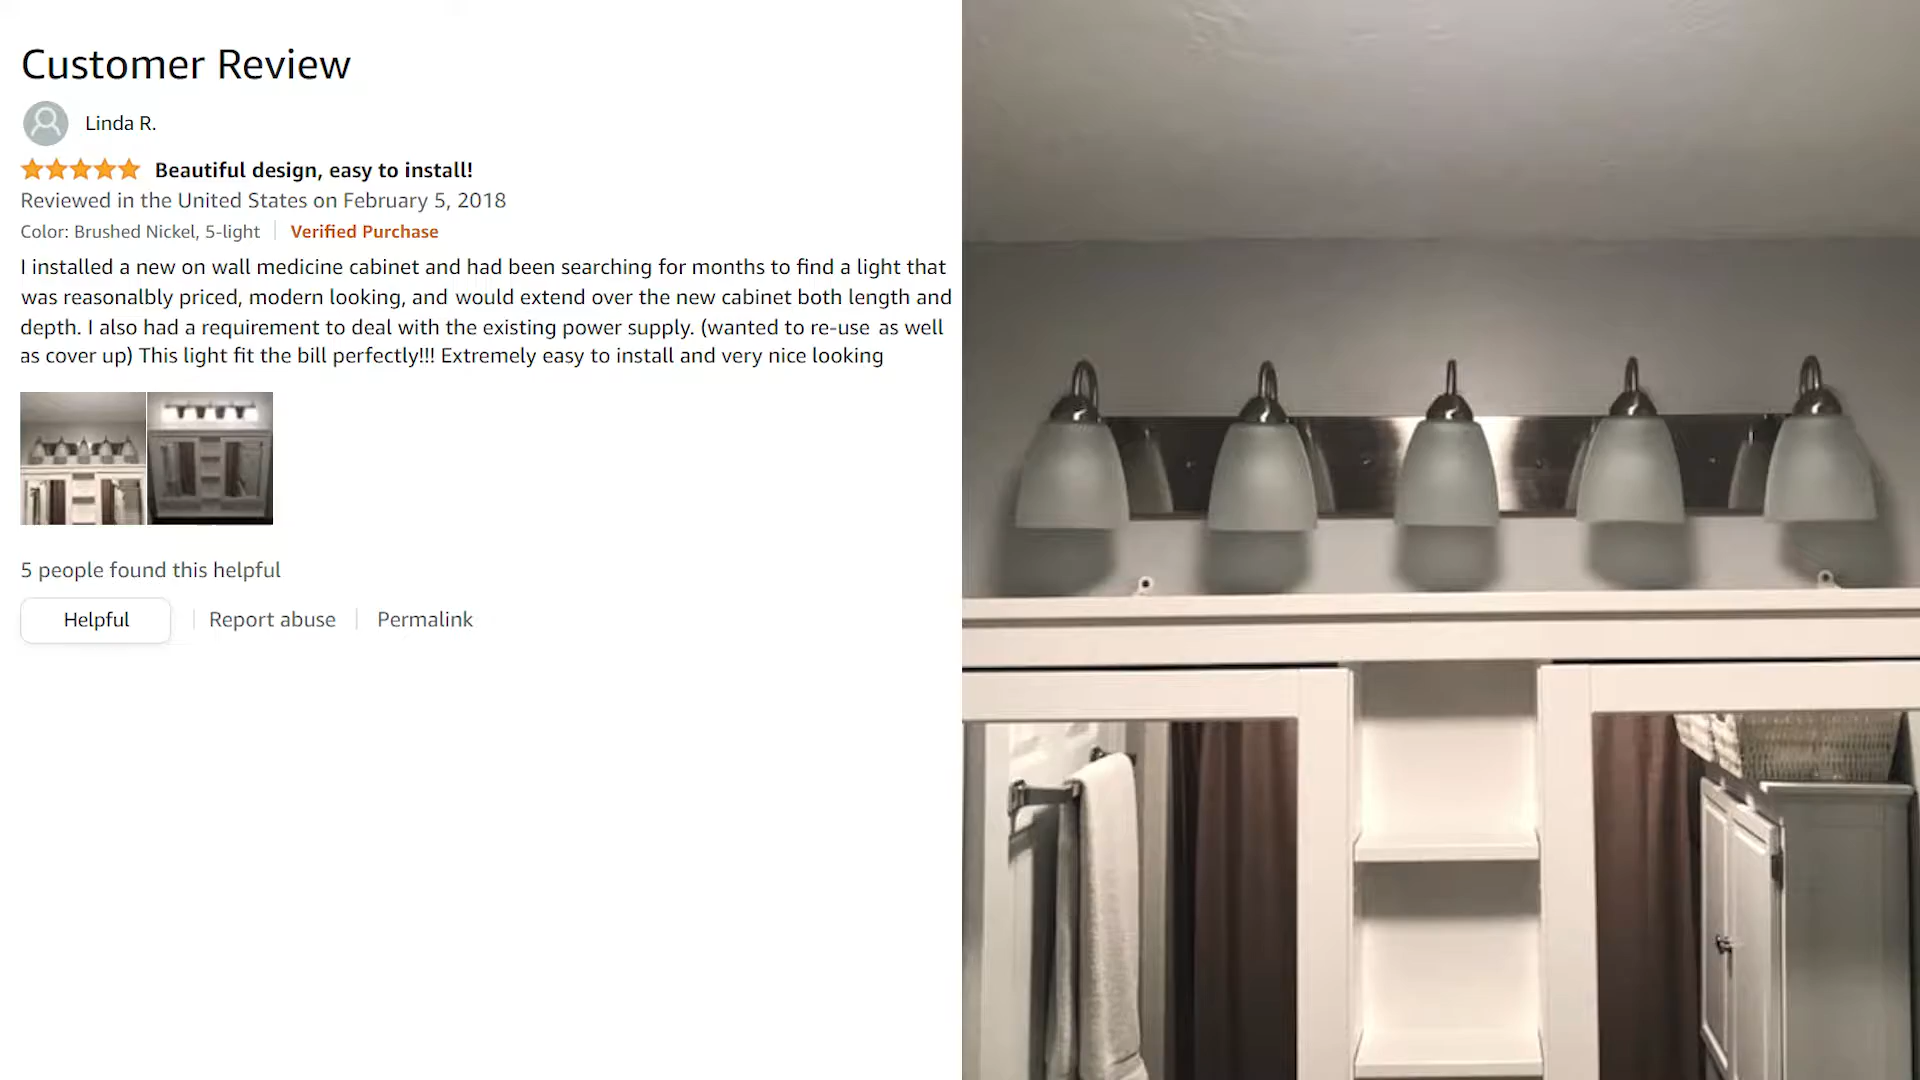 Customer Review
Linda R.
Beautiful design, easy to install!
Reviewed in the United States on February 5, 2018
Color: Brushed Nickel, 5-light | Verified Purchase
I installed a new on wall medicine cabinet and had been searching for months to find a light that
was reasonalbly priced, modern looking, and would extend over the new cabinet both length and
depth. I also had a requirement to deal with the existing power supply. (wanted to re-use as well
as cover up) This light fit the bill perfectly!!! Extremely easy to install and very nice looking
5 people found this helpful
Helpful | Report abuse | Permalink